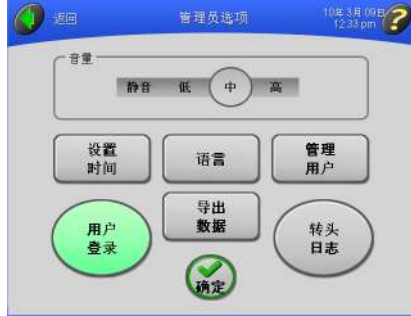 返回
管理员选项
10年 3月 09日
12:33 pm
?
音量
静音 低 中 高
设置
时间
语言
管理
用户
导出
数据
用户
登录
转头
日志
确定